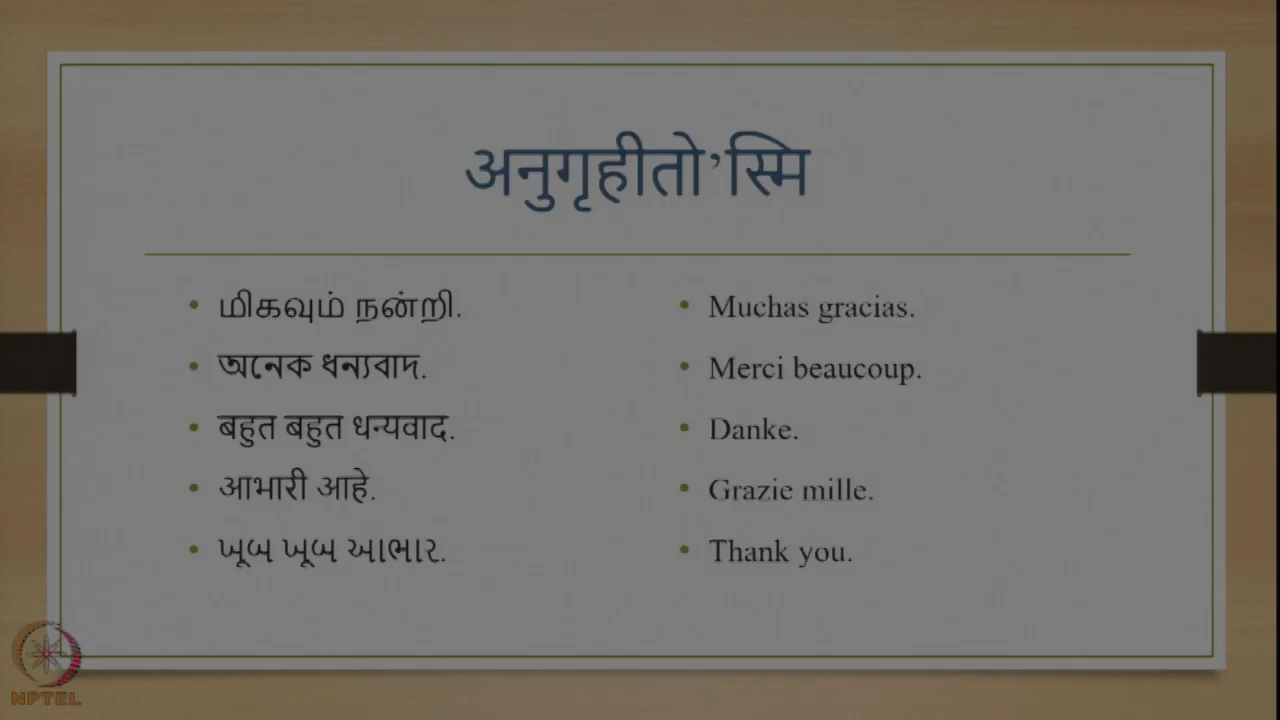 अनुगृहीतो’स्मि
• மிகவும் நன்றி.
• অনেক ধন্যবাদ.
• बहुत बहुत धन्यवाद.
• आभारी आहे.
• ખૂબ ખૂબ આભાર.
• Muchas gracias.
• Merci beaucoup.
• Danke.
• Grazie mille.
• Thank you.
NPTEL